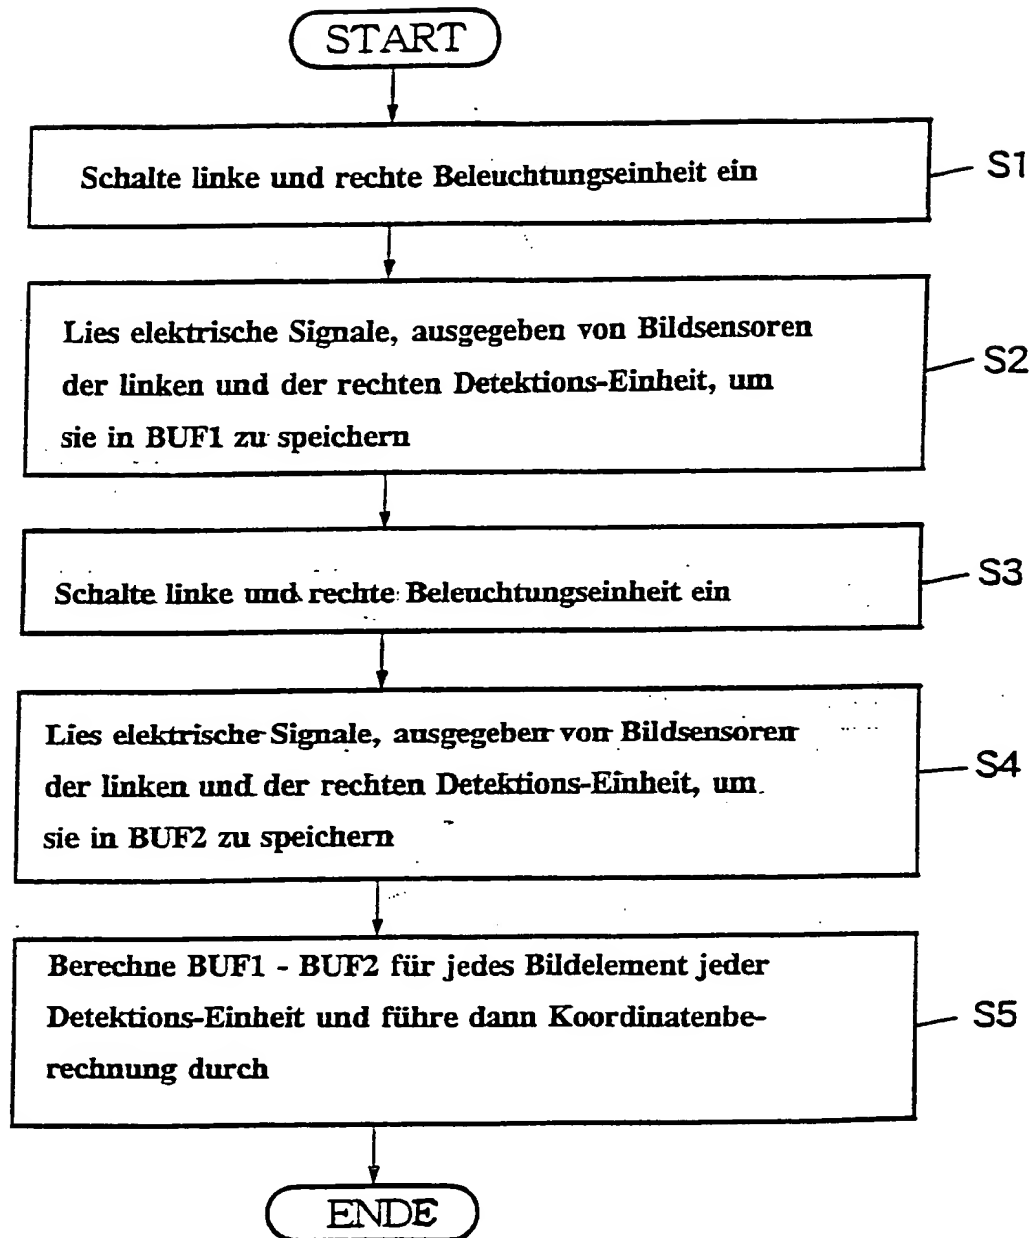 START
Schalte linke und rechte Beleuchtungseinheit ein
S1
Lies elektrische Signale, ausgegeben von Bildsensoren
der linken und der rechten Detektions-Einheit, um
sie in BUF1 zu speichern
S2
Schalte linke und rechte Beleuchtungseinheit ein
S3
Lies elektrische Signale, ausgegeben von Bildsensoren
der linken und der rechten Detektions-Einheit, um
sie in BUF2 zu speichern
S4
Berechne BUF1 - BUF2 für jedes Bildelement jeder
Detektions-Einheit und führe dann Koordinatenbe-
rechnung durch
S5
ENDE